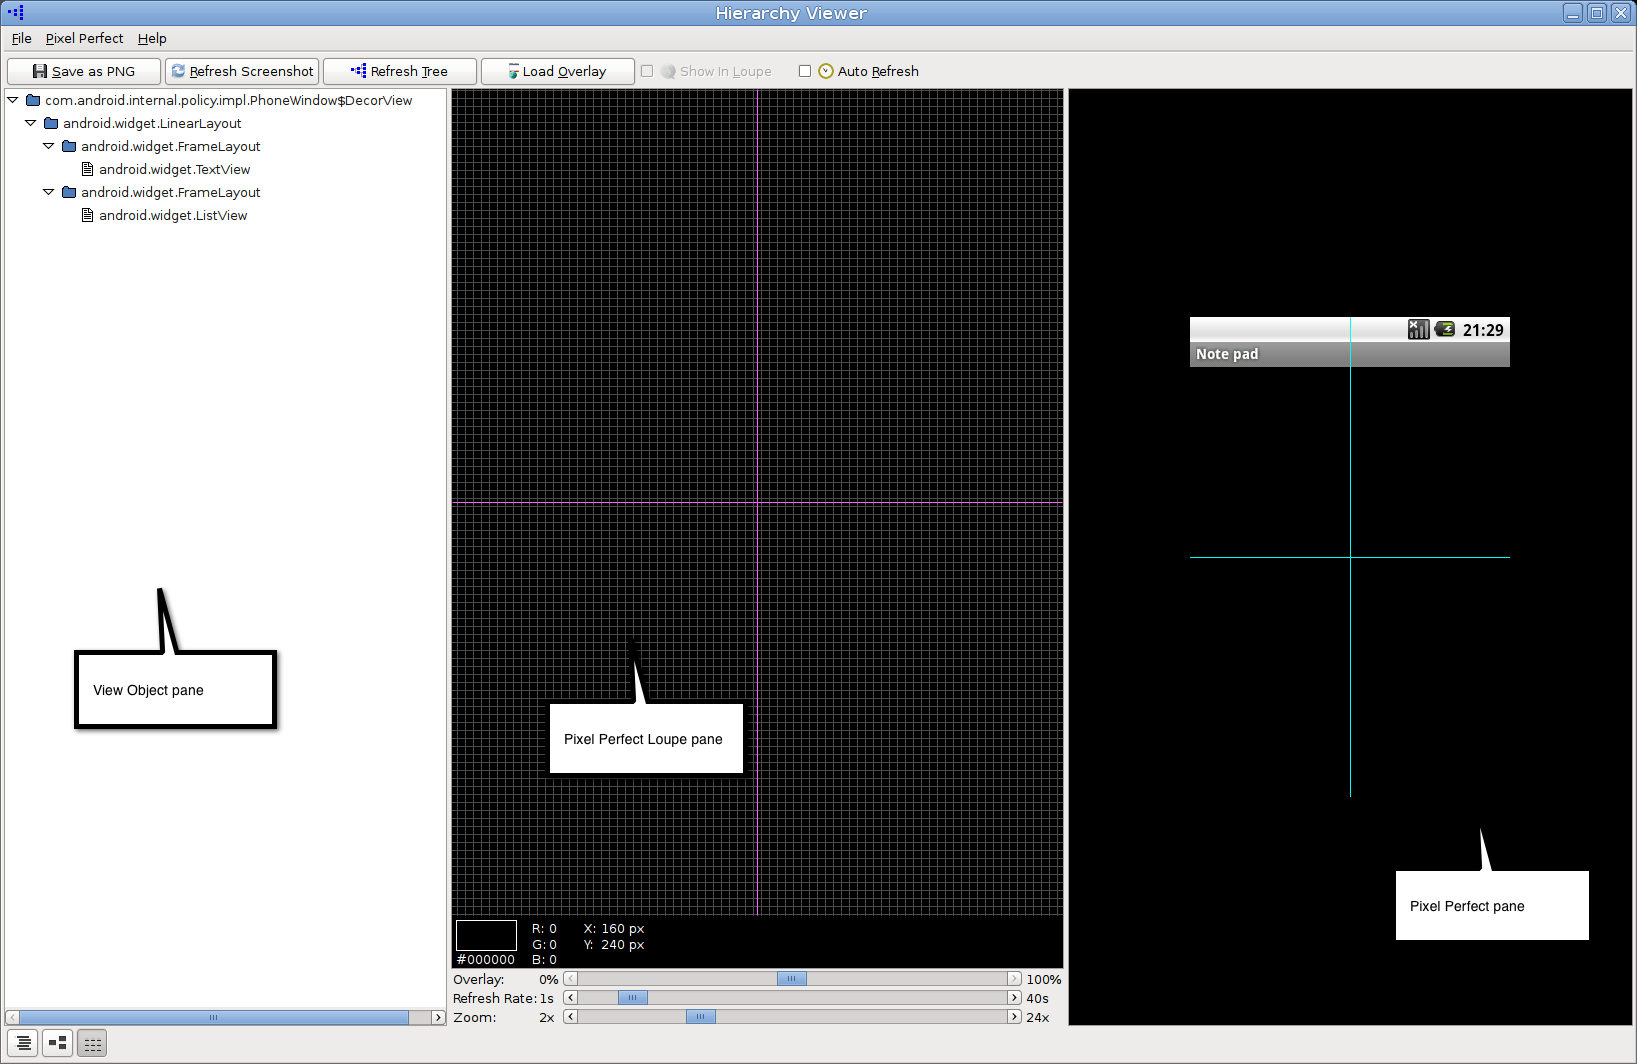 Hierarchy Viewer
File Pixel Perfect Help
Save as PNG Refresh Screenshot Refresh Tree Load Overlay Show In Loupe Auto Refresh
com.android.internal.policy.impl.PhoneWindow$DecorView
android.widget.LinearLayout
android.widget.FrameLayout
android.widget.TextView
android.widget.FrameLayout
android.widget.ListView
View Object pane
Pixel Perfect Loupe pane
R: 0 X: 160 px
G: 0 Y: 240 px
#000000 B: 0
Overlay: 0% 100%
Refresh Rate: 1s 40s
Zoom: 2x 24x
21:29
Note pad
Pixel Perfect pane